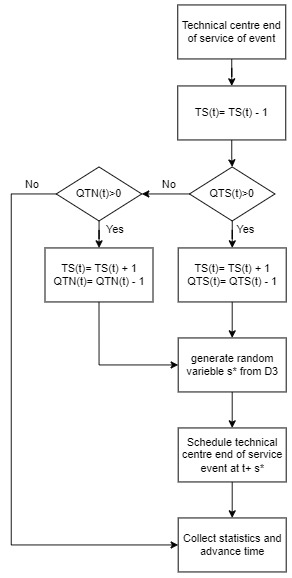 Technical centre end
of service of event
TS(t)= TS(t) - 1
No
QTN(t)>0
No
QTS(t)>0
Yes
Yes
TS(t)= TS(t) + 1
QTN(t)= QTN(t) - 1
TS(t)= TS(t) + 1
QTS(t)= QTS(t) - 1
generate random
varieble s* from D3
Schedule technical
centre end of service
event at t+ s*
Collect statistics and
advance time